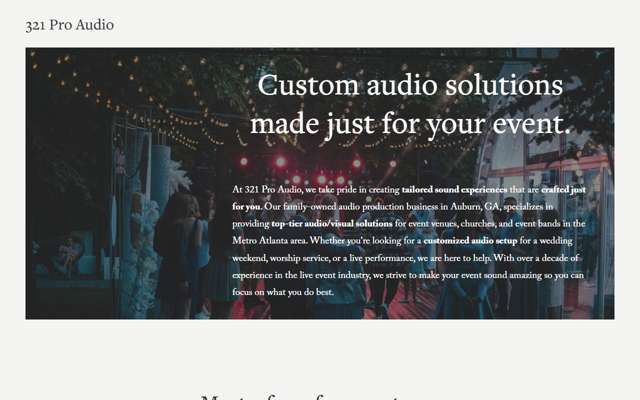 321 Pro Audio
Custom audio solutions
made just for your event.
At 321 Pro Audio, we take pride in creating tailored sound experiences that are crafted just
for you. Our family-owned audio production business in Auburn, GA, specializes in
providing top-tier audio/visual solutions for event venues, churches, and event bands in the
Metro Atlanta area. Whether you're looking for a customized audio setup for a wedding
weekend, worship service, or a live performance, we are here to help. With over a decade of
experience in the live event industry, we strive to make your event sound amazing so you can
focus on what you do best.